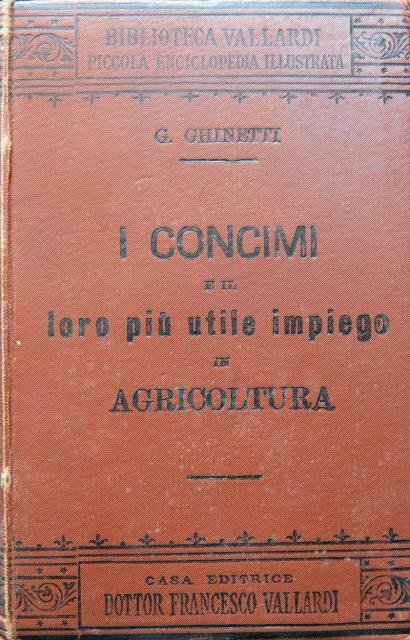 BIBLIOTECA VALLARDI
PICCOLA ENCICLOPEDIA ILLUSTRATA
G. GHINETTI
I CONCIMI
E IL
loro più utile impiego
IN
AGRICOLTURA
CASA EDITRICE
DOTTOR FRANCESCO VALLARDI